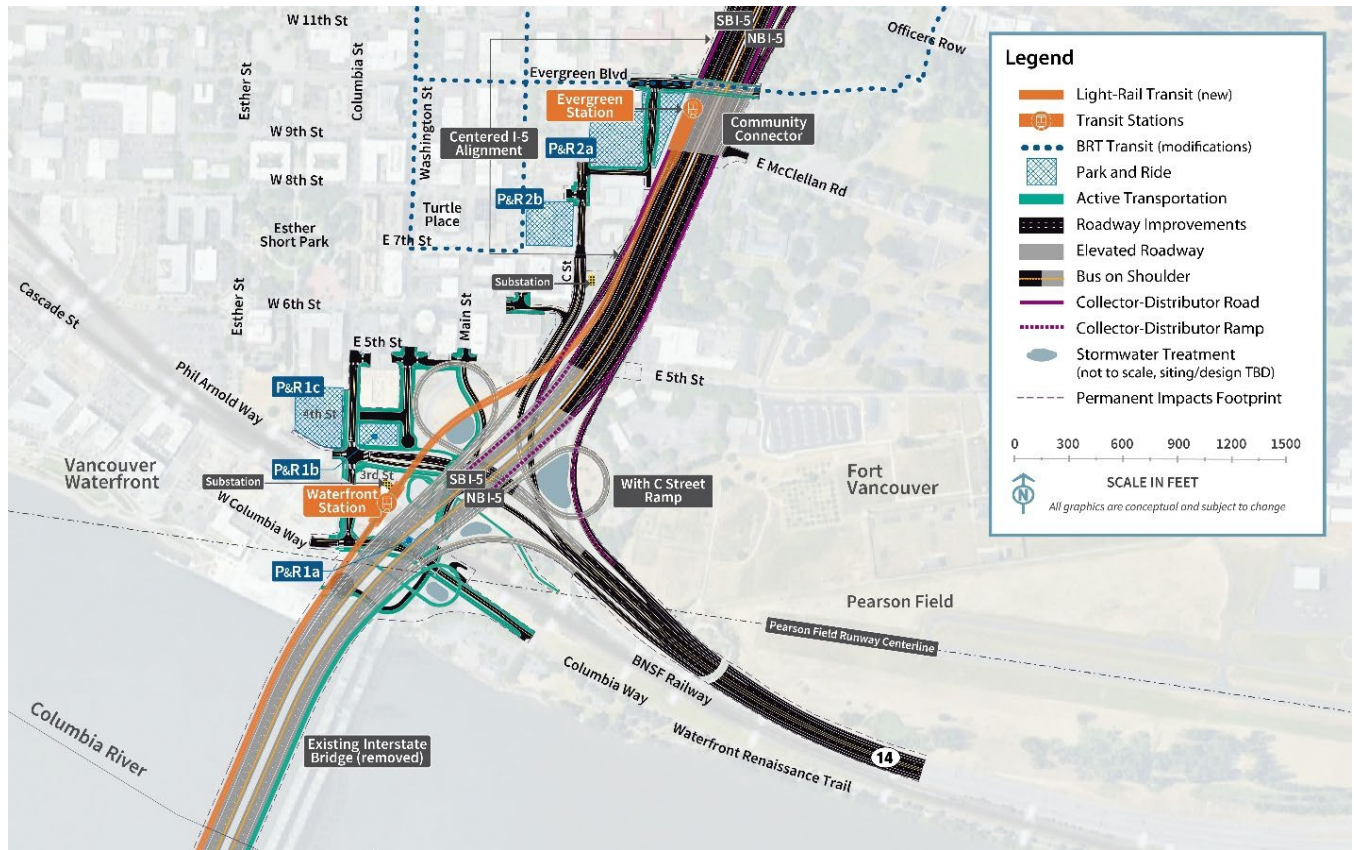 W 11th St
SB I-5
NB I-5
Officers Row
Esther St
Columbia St
Washington St
Evergreen Blvd
Evergreen
Station
Community
Connector
W 9th St
Centered I-5
Alignment
P&R 2a
E McClellan Rd
W 8th St
P&R 2b
Turtle
Place
Esther
Short Park
E 7th St
C St
Substation
Cascade St
Esther St
W 6th St
Main St
E 5th St
E 5th St
Phil Arnold Way
P&R 1c
4th St
Vancouver
Waterfront
P&R 1b
3rd St
SB I-5
NB I-5
With C Street
Ramp
Fort
Vancouver
Substation
Waterfront
Station
W Columbia Way
P&R 1a
Pearson Field
Pearson Field Runway Centerline
BNSF Railway
Columbia Way
Waterfront Renaissance Trail
14
Columbia River
Existing Interstate
Bridge (removed)
Legend
Light-Rail Transit (new)
Transit Stations
BRT Transit (modifications)
Park and Ride
Active Transportation
Roadway Improvements
Elevated Roadway
Bus on Shoulder
Collector-Distributor Road
Collector-Distributor Ramp
Stormwater Treatment
(not to scale, siting/design TBD)
Permanent Impacts Footprint
0 300 600 900 1200 1500
N
SCALE IN FEET
All graphics are conceptual and subject to change